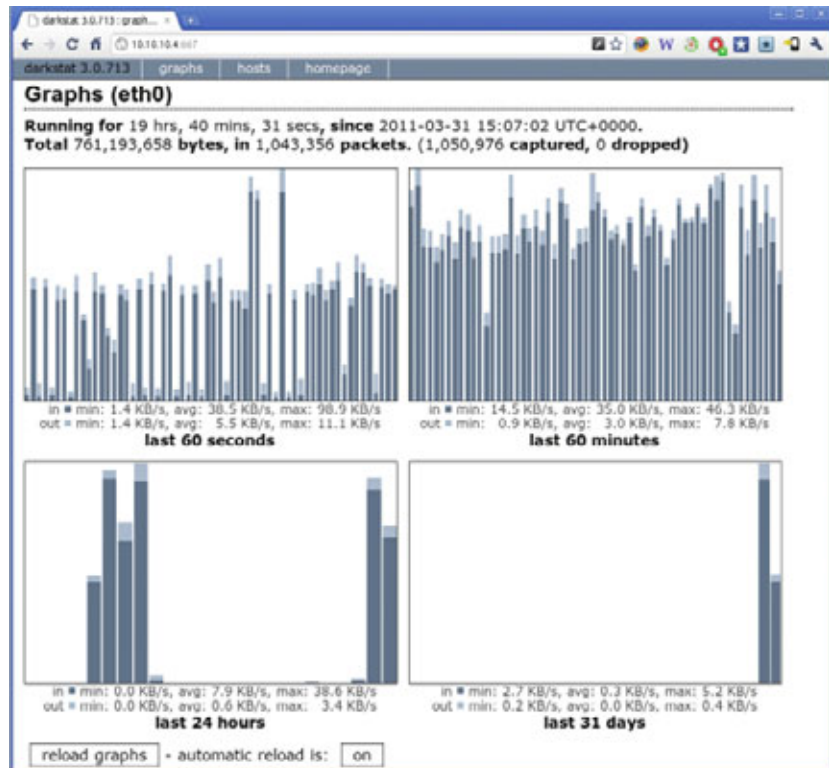 darkstat 3.0.713 : graph...
10.10.10.4:667
darkstat 3.0.713 graphs hosts homepage
Graphs (eth0)
Running for 19 hrs, 40 mins, 31 secs, since 2011-03-31 15:07:02 UTC+0000.
Total 761,193,658 bytes, in 1,043,356 packets. (1,050,976 captured, 0 dropped)
in min: 1.4 KB/s, avg: 38.5 KB/s, max: 98.9 KB/s
out min: 1.4 KB/s, avg: 5.5 KB/s, max: 11.1 KB/s
last 60 seconds
in min: 14.5 KB/s, avg: 35.0 KB/s, max: 46.3 KB/s
out min: 0.9 KB/s, avg: 3.0 KB/s, max: 7.8 KB/s
last 60 minutes
in min: 0.0 KB/s, avg: 7.9 KB/s, max: 38.6 KB/s
out min: 0.0 KB/s, avg: 0.6 KB/s, max: 3.4 KB/s
last 24 hours
in min: 2.7 KB/s, avg: 0.3 KB/s, max: 5.2 KB/s
out min: 0.2 KB/s, avg: 0.0 KB/s, max: 0.4 KB/s
last 31 days
reload graphs - automatic reload is: on